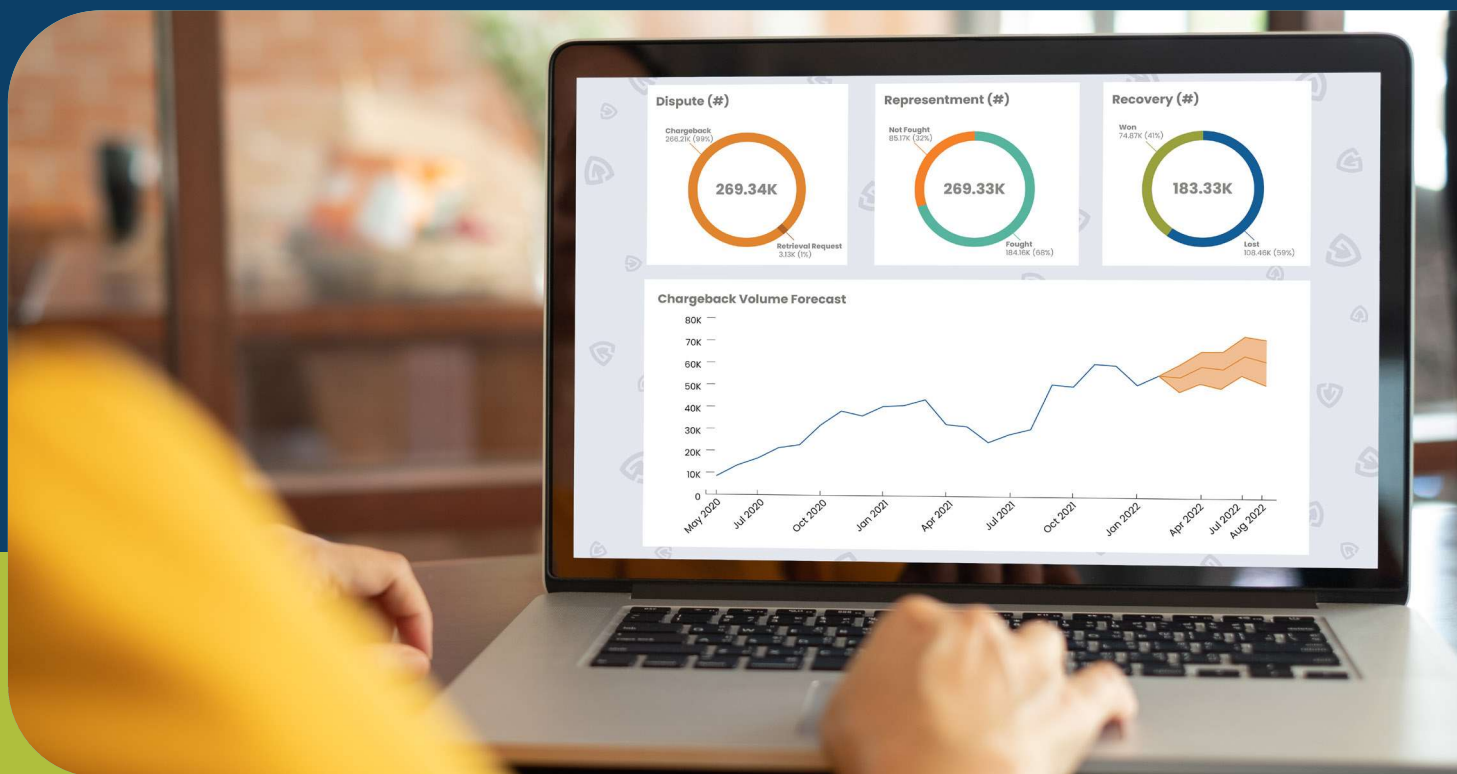 Dispute (#)
Chargeback
266.21K (99%)
269.34K
Retrieval Request
3.13K (1%)
Representment (#)
Not Fought
85.17K (32%)
269.33K
Fought
184.16K (68%)
Recovery (#)
Won
74.87K (41%)
183.33K
Lost
108.46K (59%)
Chargeback Volume Forecast
80K
70K
60K
50K
40K
30K
20K
10K
0
May 2020
Jul 2020
Oct 2020
Jan 2021
Apr 2021
Jul 2021
Oct 2021
Jan 2022
Apr 2022
Jul 2022
Aug 2022